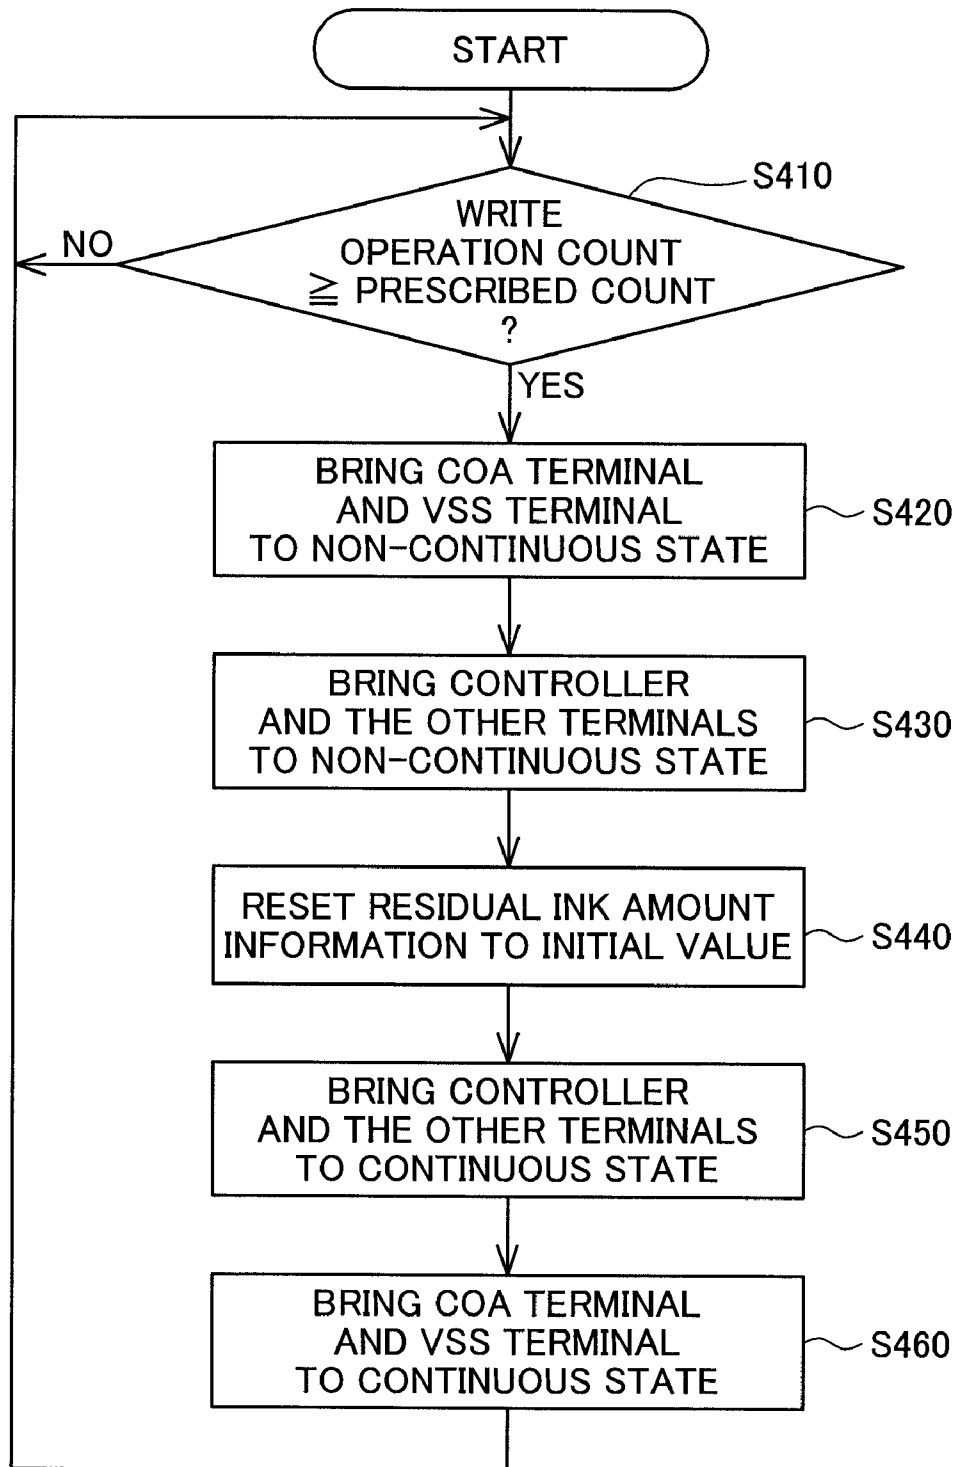 START
S410
WRITE
OPERATION COUNT
≧ PRESCRIBED COUNT
?
NO
YES
BRING COA TERMINAL
AND VSS TERMINAL
TO NON-CONTINUOUS STATE
S420
BRING CONTROLLER
AND THE OTHER TERMINALS
TO NON-CONTINUOUS STATE
S430
RESET RESIDUAL INK AMOUNT
INFORMATION TO INITIAL VALUE
S440
BRING CONTROLLER
AND THE OTHER TERMINALS
TO CONTINUOUS STATE
S450
BRING COA TERMINAL
AND VSS TERMINAL
TO CONTINUOUS STATE
S460